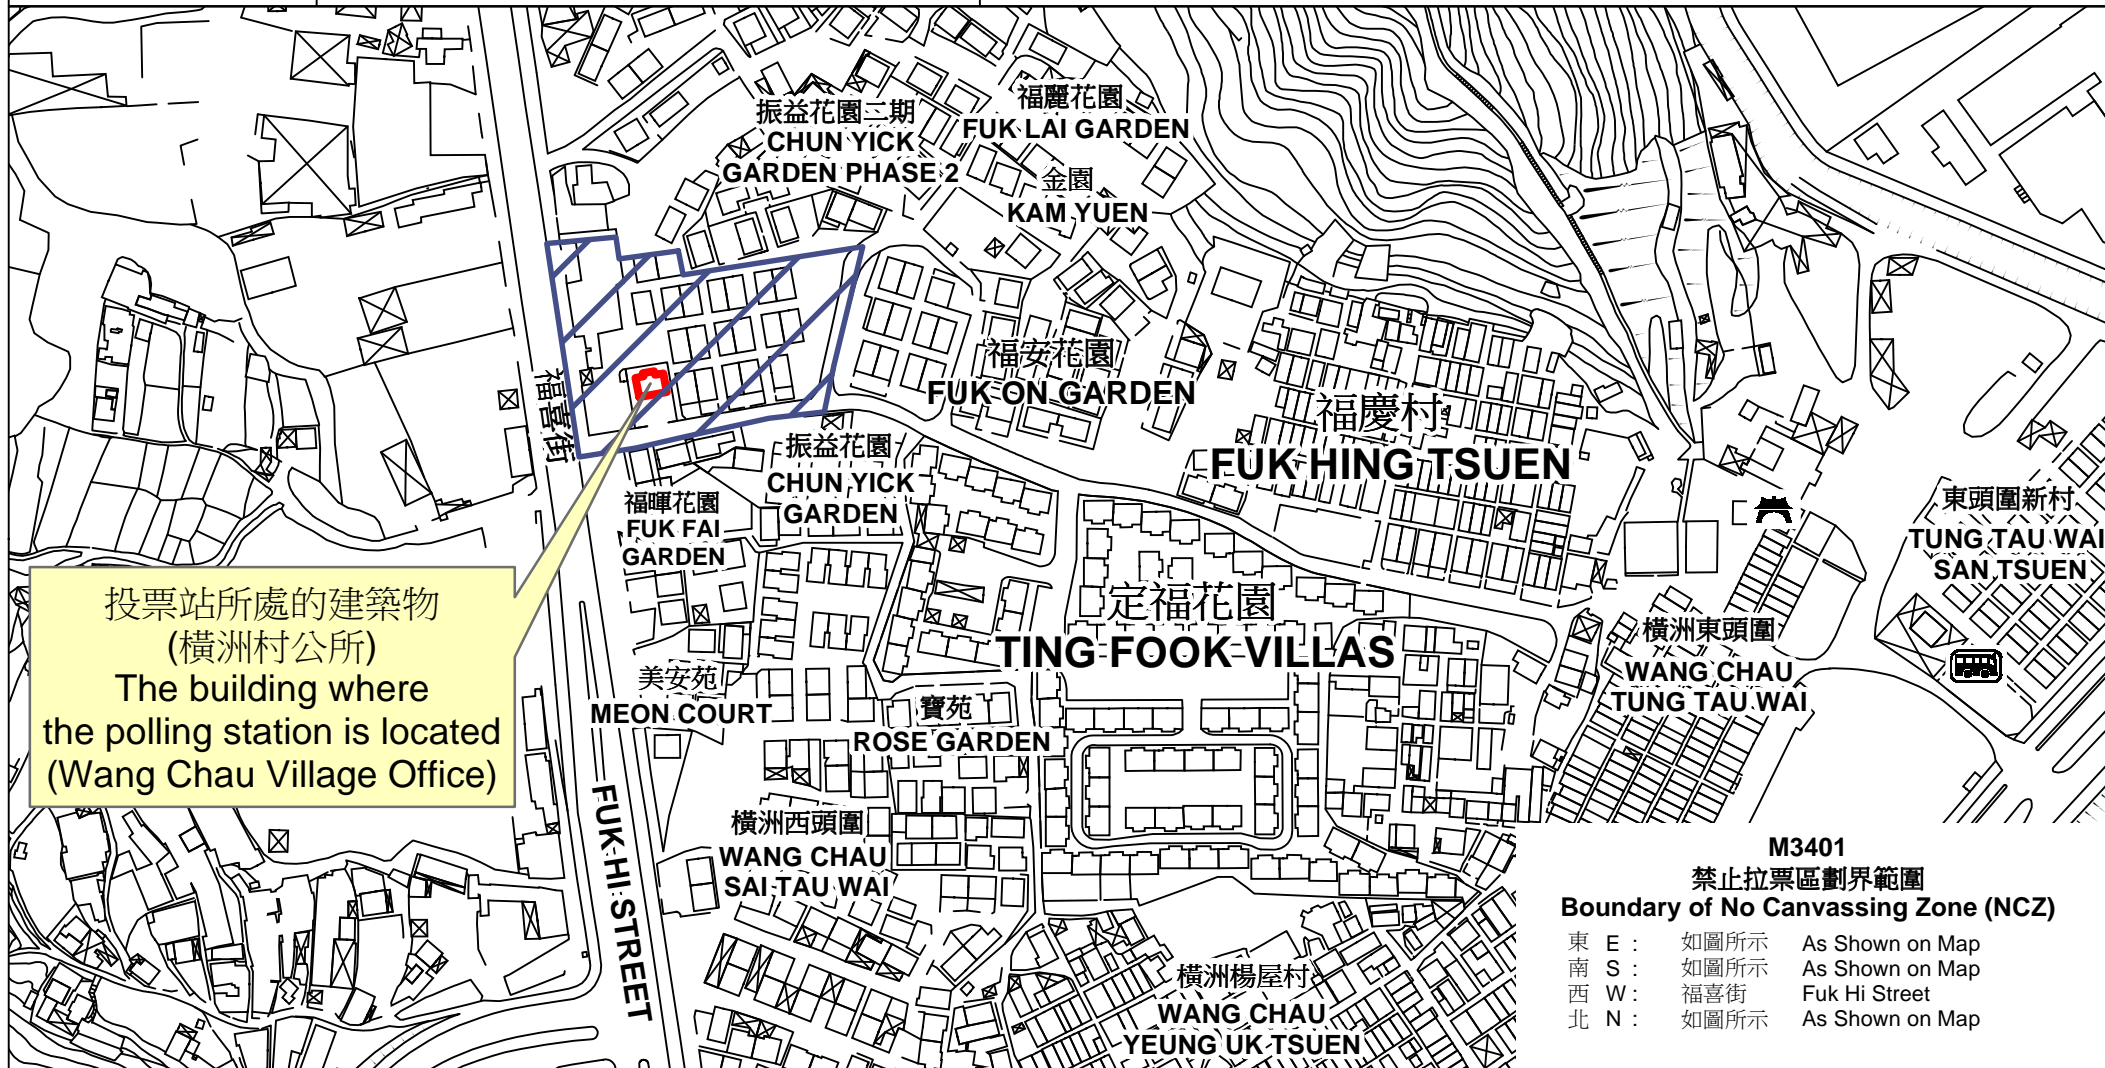 振益花園二期
CHUN YICK
GARDEN PHASE 2
福麗花園
FUK LAI GARDEN
金園
KAM YUEN
福安花園
FUK ON GARDEN
福慶村
FUK HING TSUEN
福喜街
振益花園
CHUN YICK
GARDEN
福暉花園
FUK FAI
GARDEN
東頭圍新村
TUNG TAU WAI
SAN TSUEN
投票站所處的建築物
(橫洲村公所)
The building where
the polling station is located
(Wang Chau Village Office)
定福花園
TING FOOK VILLAS
橫洲東頭圍
WANG CHAU
TUNG TAU WAI
美安苑
MEON COURT
寶苑
ROSE GARDEN
FUK HI STREET
橫洲西頭圍
WANG CHAU
SAI TAU WAI
橫洲楊屋村
WANG CHAU
YEUNG UK TSUEN
M3401
禁止拉票區劃界範圍
Boundary of No Canvassing Zone (NCZ)
東 E : 如圖所示 As Shown on Map
南 S : 如圖所示 As Shown on Map
西 W : 福喜街 Fuk Hi Street
北 N : 如圖所示 As Shown on Map